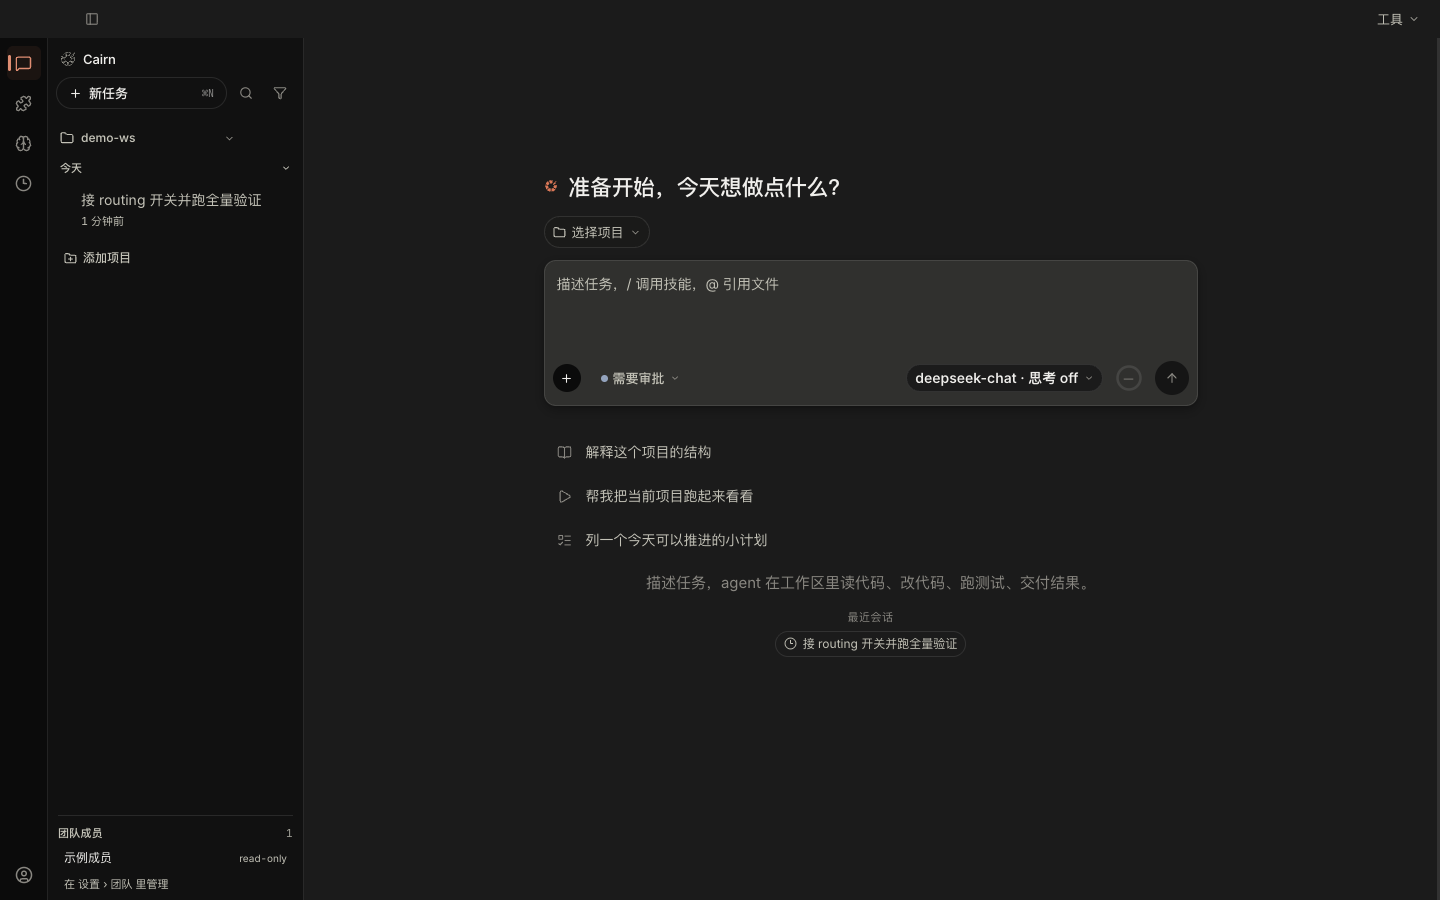 工具
Cairn
新任务 ⌘N
demo-ws
今天
接 routing 开关并跑全量验证
1 分钟前
添加项目
团队成员 1
示例成员 read-only
在 设置 › 团队 里管理
准备开始，今天想做点什么?
选择项目
描述任务，/ 调用技能，@ 引用文件
需要审批
deepseek-chat · 思考 off
解释这个项目的结构
帮我把当前项目跑起来看看
列一个今天可以推进的小计划
描述任务，agent 在工作区里读代码、改代码、跑测试、交付结果。
最近会话
接 routing 开关并跑全量验证